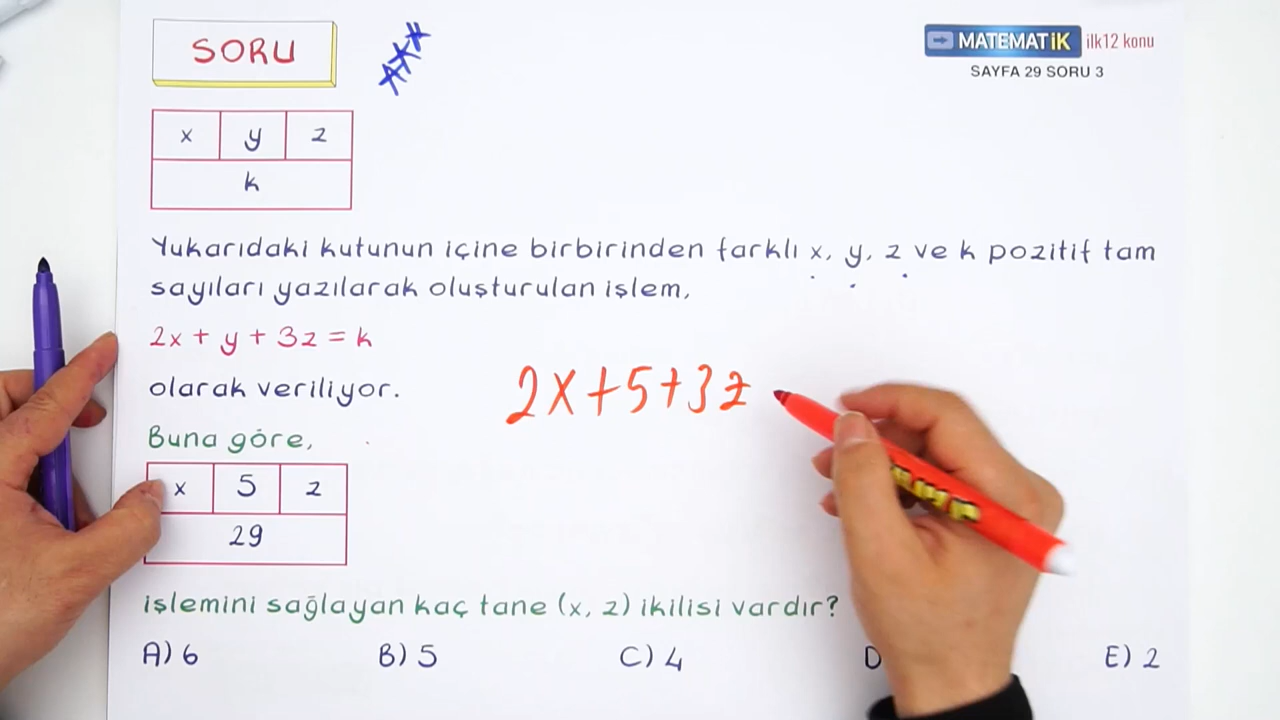 SORU
MATEMATİK ilk12 konu
SAYFA 29 SORU 3
x y z
k
Yukarıdaki kutunun içine birbirinden farklı x, y, z ve k pozitif tam
sayıları yazılarak oluşturulan işlem,
2x + y + 3z = k
olarak veriliyor.
2x+5+3z
Buna göre,
x 5 z
29
işlemini sağlayan kaç tane (x, z) ikilisi vardır?
A) 6 B) 5 C) 4 D E) 2